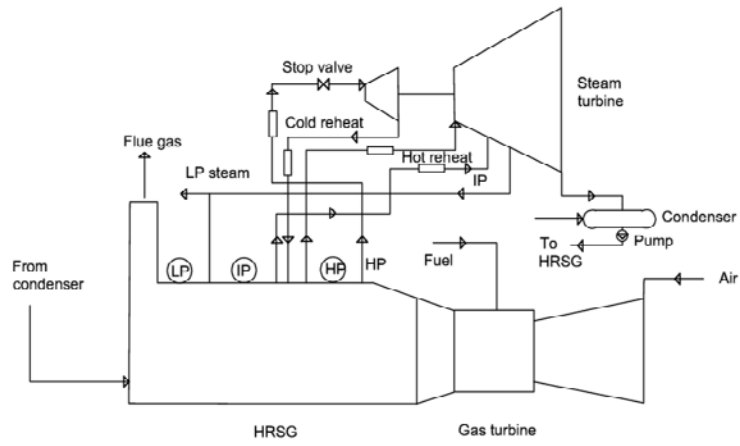 Stop valve
Steam
turbine
Cold reheat
Flue gas
Hot reheat
LP steam
IP
Condenser
To
HRSG
Pump
From
condenser
LP
IP
HP
HP
Fuel
Air
HRSG
Gas turbine